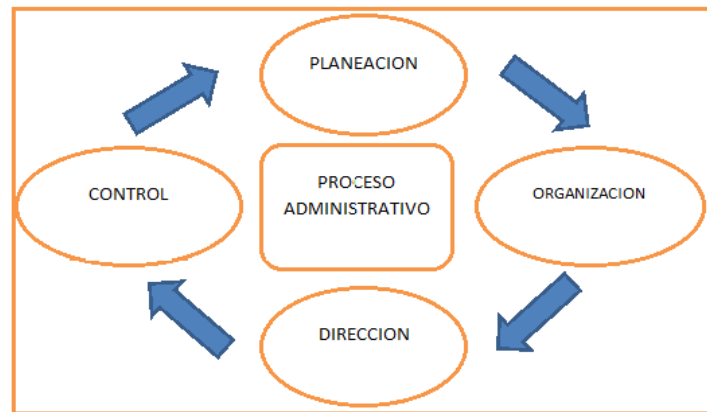 PLANEACION
CONTROL
PROCESO
ADMINISTRATIVO
ORGANIZACION
DIRECCION